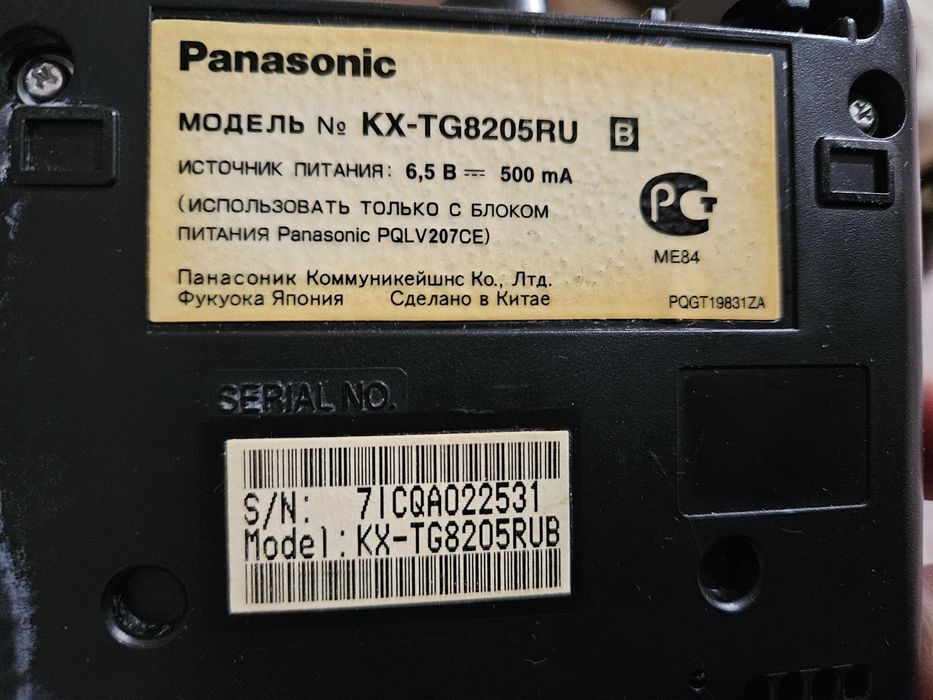 Panasonic
МОДЕЛЬ № KX-TG8205RU B
ИСТОЧНИК ПИТАНИЯ: 6,5 В ⎓ 500 mA
(ИСПОЛЬЗОВАТЬ ТОЛЬКО С БЛОКОМ
ПИТАНИЯ Panasonic PQLV207CE)
РСТ
ME84
Панасоник Коммуникейшнс Ко., Лтд.
Фукуока Япония Сделано в Китае
PQGT19831ZA
SERIAL NO.
S/N: 7ICQA022531
Model:KX-TG8205RUB